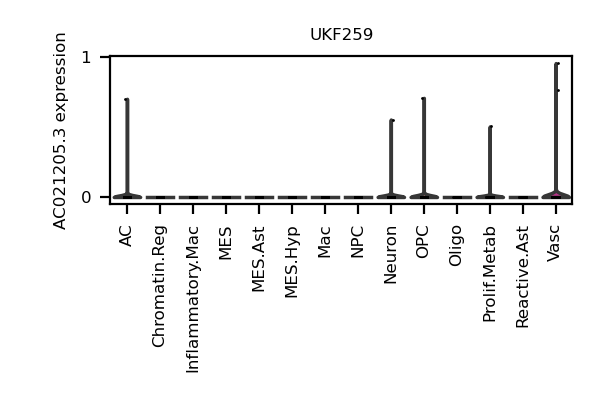 UKF259
AC021205.3 expression
1
0
AC
Chromatin.Reg
Inflammatory.Mac
MES
MES.Ast
MES.Hyp
Mac
NPC
Neuron
OPC
Oligo
Prolif.Metab
Reactive.Ast
Vasc